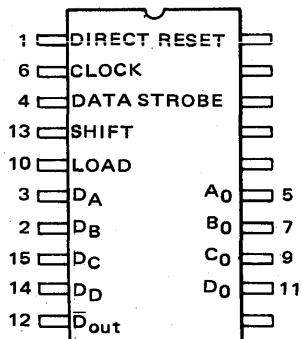 1 DIRECT RESET
6 CLOCK
4 DATA STROBE
13 SHIFT
10 LOAD
3 DA A0 5
2 DB B0 7
15 DC C0 9
14 DD D0 11
12 D̅out